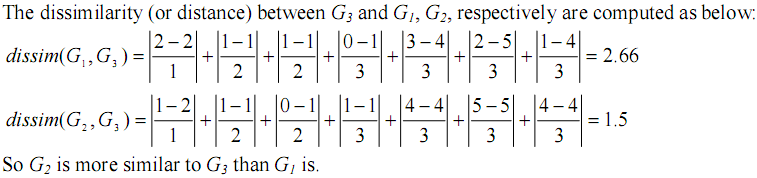 The dissimilarity (or distance) between G₃ and G₁, G₂, respectively are computed as below:
dissim(G₁,G₃) = |2−2|/1 + |1−1|/2 + |1−1|/2 + |0−1|/3 + |3−4|/3 + |2−5|/3 + |1−4|/3 = 2.66
dissim(G₂,G₃) = |1−2|/1 + |1−1|/2 + |0−1|/2 + |1−1|/3 + |4−4|/3 + |5−5|/3 + |4−4|/3 = 1.5
So G₂ is more similar to G₃ than G₁ is.